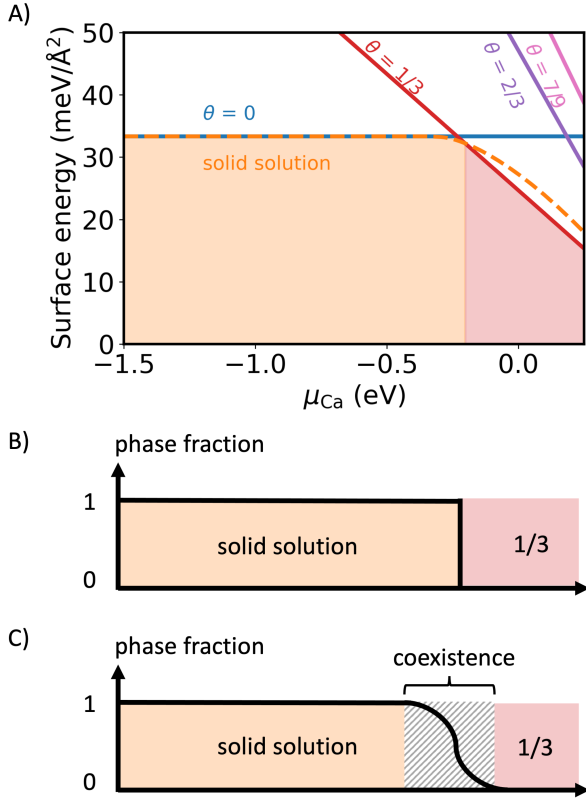 A)
Surface energy (meV/Å²)
50
40
30
20
10
0
θ = 1/3
θ = 2/3
θ = 7/9
θ = 0
solid solution
−1.5
−1.0
−0.5
0.0
μCa (eV)
B)
phase fraction
1
0
solid solution
1/3
C)
phase fraction
coexistence
1
0
solid solution
1/3